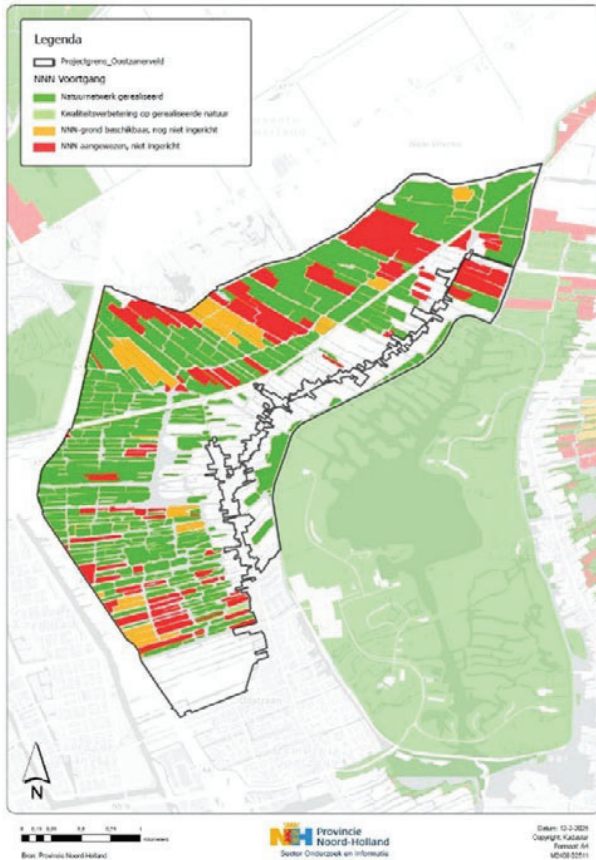 Legenda
Projectgrens_Oostzanerveld
NNN Voortgang
Natuurnetwerk gerealiseerd
Kwaliteitsverbetering op gerealiseerde natuur
NNN-grond beschikbaar, nog niet ingericht
NNN aangewezen, niet ingericht
N
Kilometers
Bron: Provincie Noord-Holland
Provincie
Noord-Holland
Sector Onderzoek en Informatie
Copyright: Kadaster
Formaat A4